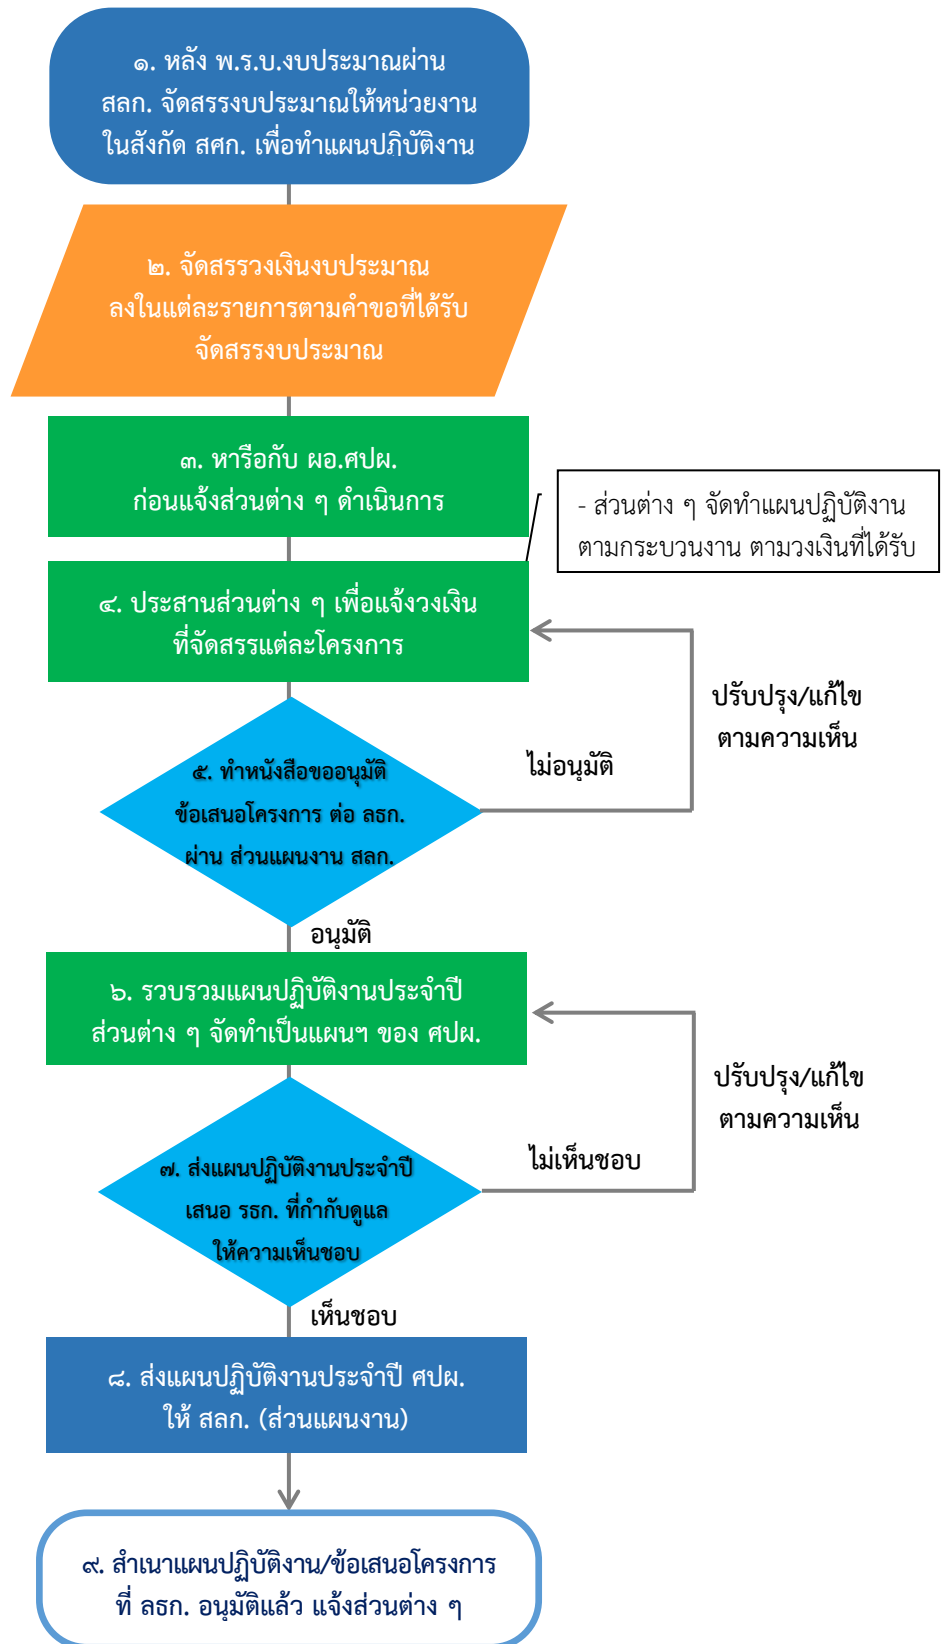 ๑. หลัง พ.ร.บ.งบประมาณผ่าน
สลก. จัดสรรงบประมาณให้หน่วยงาน
ในสังกัด สศก. เพื่อทำแผนปฏิบัติงาน
๒. จัดสรรวงเงินงบประมาณ
ลงในแต่ละรายการตามคำขอที่ได้รับ
จัดสรรงบประมาณ
๓. หารือกับ ผอ.ศปผ.
ก่อนแจ้งส่วนต่าง ๆ ดำเนินการ
- ส่วนต่าง ๆ จัดทำแผนปฏิบัติงาน
ตามกระบวนงาน ตามวงเงินที่ได้รับ
๔. ประสานส่วนต่าง ๆ เพื่อแจ้งวงเงิน
ที่จัดสรรแต่ละโครงการ
ปรับปรุง/แก้ไข
ตามความเห็น
ไม่อนุมัติ
๕. ทำหนังสือขออนุมัติ
ข้อเสนอโครงการ ต่อ ลธก.
ผ่าน ส่วนแผนงาน สลก.
อนุมัติ
๖. รวบรวมแผนปฏิบัติงานประจำปี
ส่วนต่าง ๆ จัดทำเป็นแผนฯ ของ ศปผ.
ปรับปรุง/แก้ไข
ตามความเห็น
ไม่เห็นชอบ
๗. ส่งแผนปฏิบัติงานประจำปี
เสนอ รธก. ที่กำกับดูแล
ให้ความเห็นชอบ
เห็นชอบ
๘. ส่งแผนปฏิบัติงานประจำปี ศปผ.
ให้ สลก. (ส่วนแผนงาน)
๙. สำเนาแผนปฏิบัติงาน/ข้อเสนอโครงการ
ที่ ลธก. อนุมัติแล้ว แจ้งส่วนต่าง ๆ